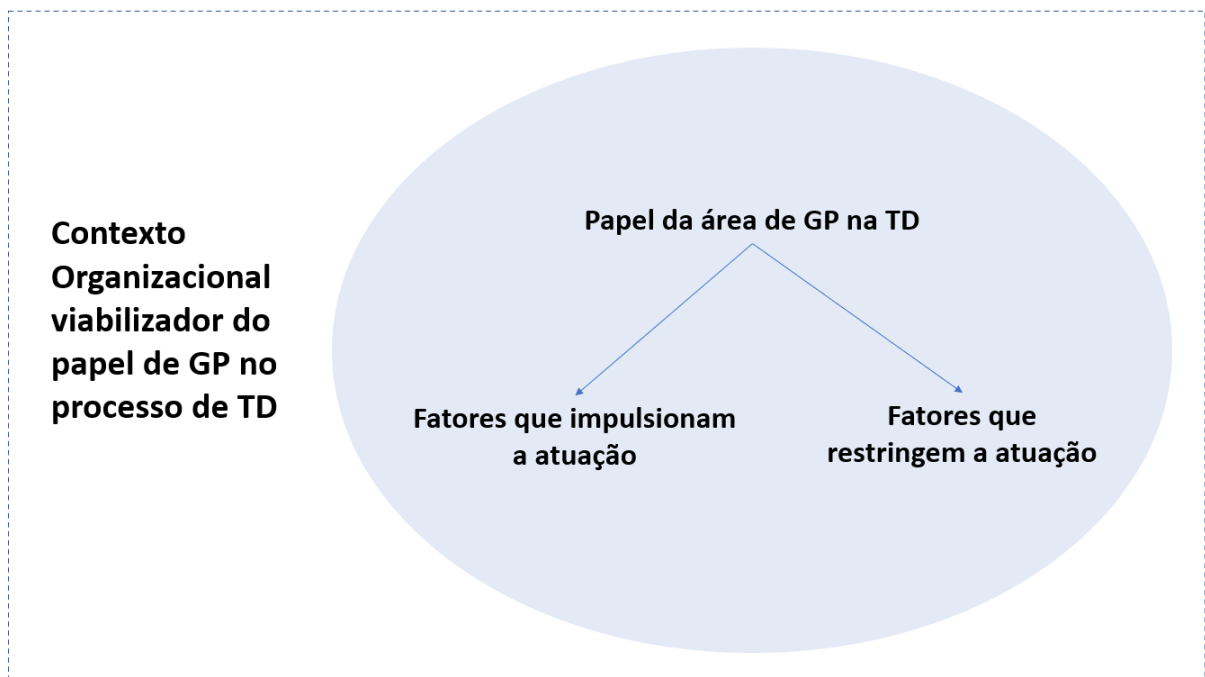 Contexto
Organizacional
viabilizador do
papel de GP no
processo de TD
Papel da área de GP na TD
Fatores que impulsionam
a atuação
Fatores que
restringem a atuação